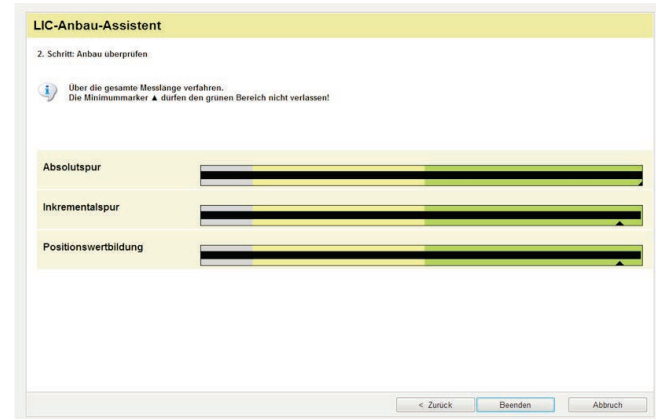 LIC-Anbau-Assistent
2. Schritt: Anbau überprüfen
Über die gesamte Messlänge verfahren.
Die Minimummarker ▲ dürfen den grünen Bereich nicht verlassen!
Absolutspur
Inkrementalspur
Positionswertbildung
< Zurück
Beenden
Abbruch